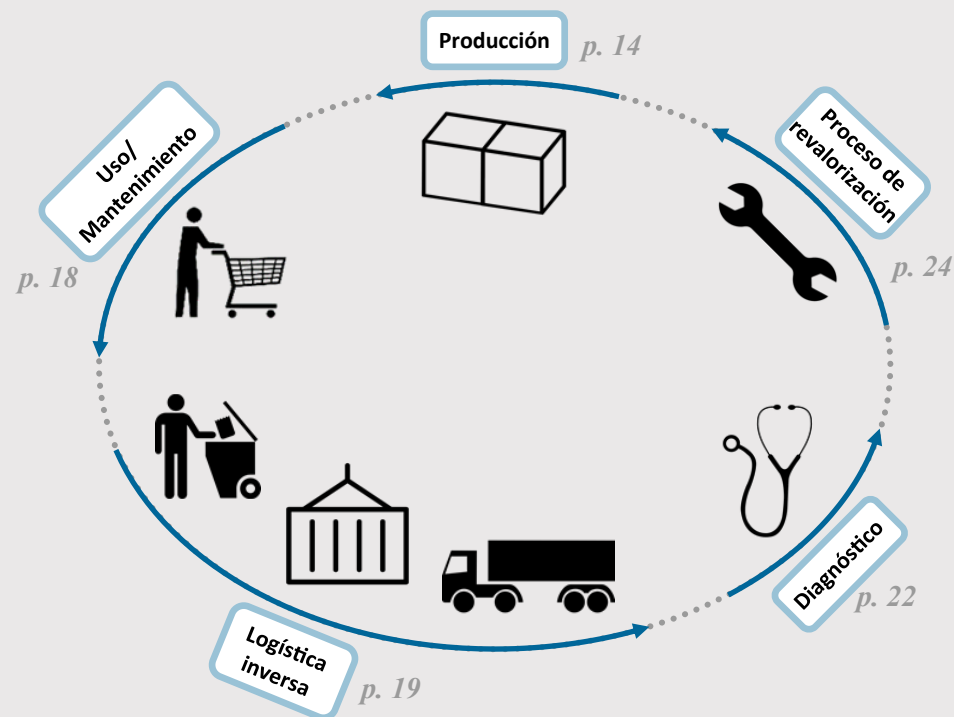 Producción
p. 14
Uso/
Mantenimiento
p. 18
Logística
inversa
p. 19
Diagnóstico
p. 22
Proceso de
revalorización
p. 24